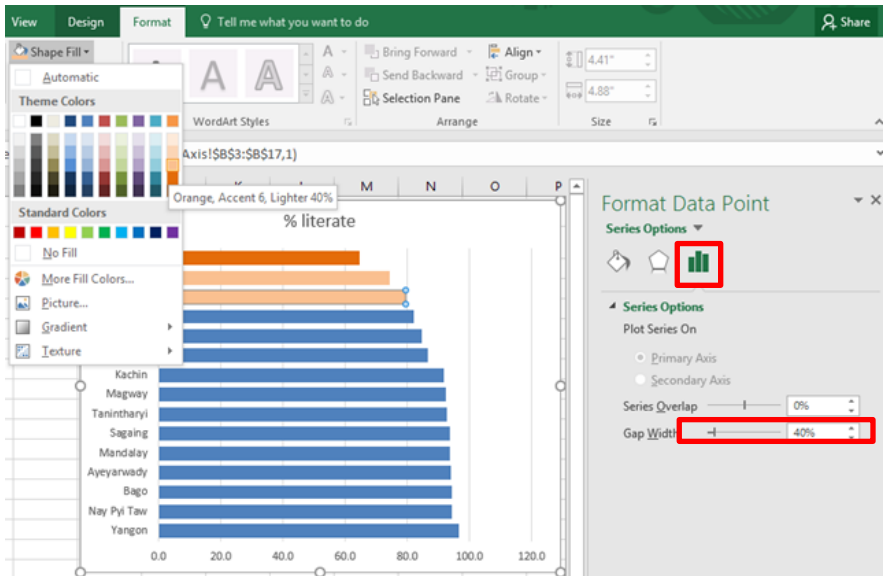 View Design Format Tell me what you want to do Share
Shape Fill
Automatic
Theme Colors
Orange, Accent 6, Lighter 40%
Standard Colors
No Fill
More Fill Colors...
Picture...
Gradient
Texture
A A
WordArt Styles
Bring Forward
Send Backward
Selection Pane
Align
Group
Rotate
Arrange
4.41"
4.88"
Size
Axis!$B$3:$B$17,1)
M N O P
% literate
Kachin
Magway
Tanintharyi
Sagaing
Mandalay
Ayeyarwady
Bago
Nay Pyi Taw
Yangon
0.0 20.0 40.0 60.0 80.0 100.0 120.0
Format Data Point
Series Options
Series Options
Plot Series On
Primary Axis
Secondary Axis
Series Overlap 0%
Gap Width 40%